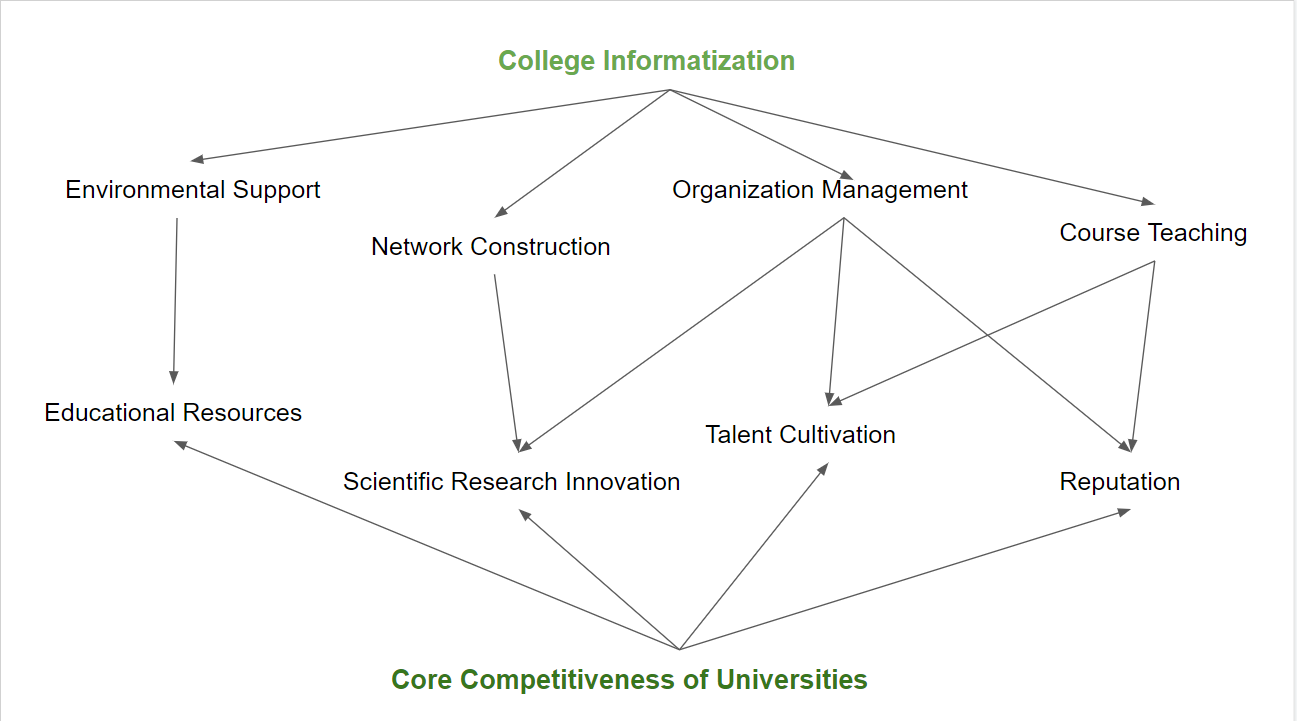 College Informatization
Environmental Support
Organization Management
Network Construction
Course Teaching
Educational Resources
Talent Cultivation
Scientific Research Innovation
Reputation
Core Competitiveness of Universities